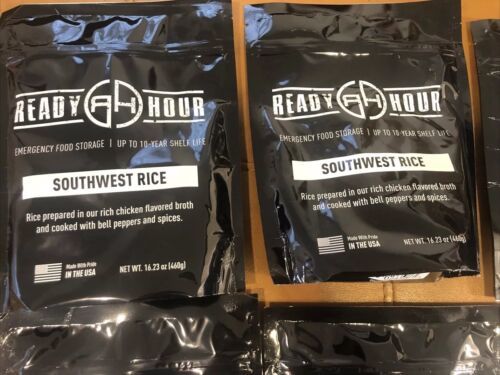 READY RH HOUR
EMERGENCY FOOD STORAGE | UP TO 10-YEAR SHELF LIFE
SOUTHWEST RICE
Rice prepared in our rich chicken flavored broth
and cooked with bell peppers and spices.
Made With Pride
IN THE USA
NET WT. 16.23 oz (460g)
READY RH HOUR
EMERGENCY FOOD STORAGE | UP TO 10-YEAR SHELF LIFE
SOUTHWEST RICE
Rice prepared in our rich chicken flavored broth
and cooked with bell peppers and spices.
Made With Pride
IN THE USA
NET WT. 16.23 oz (460g)